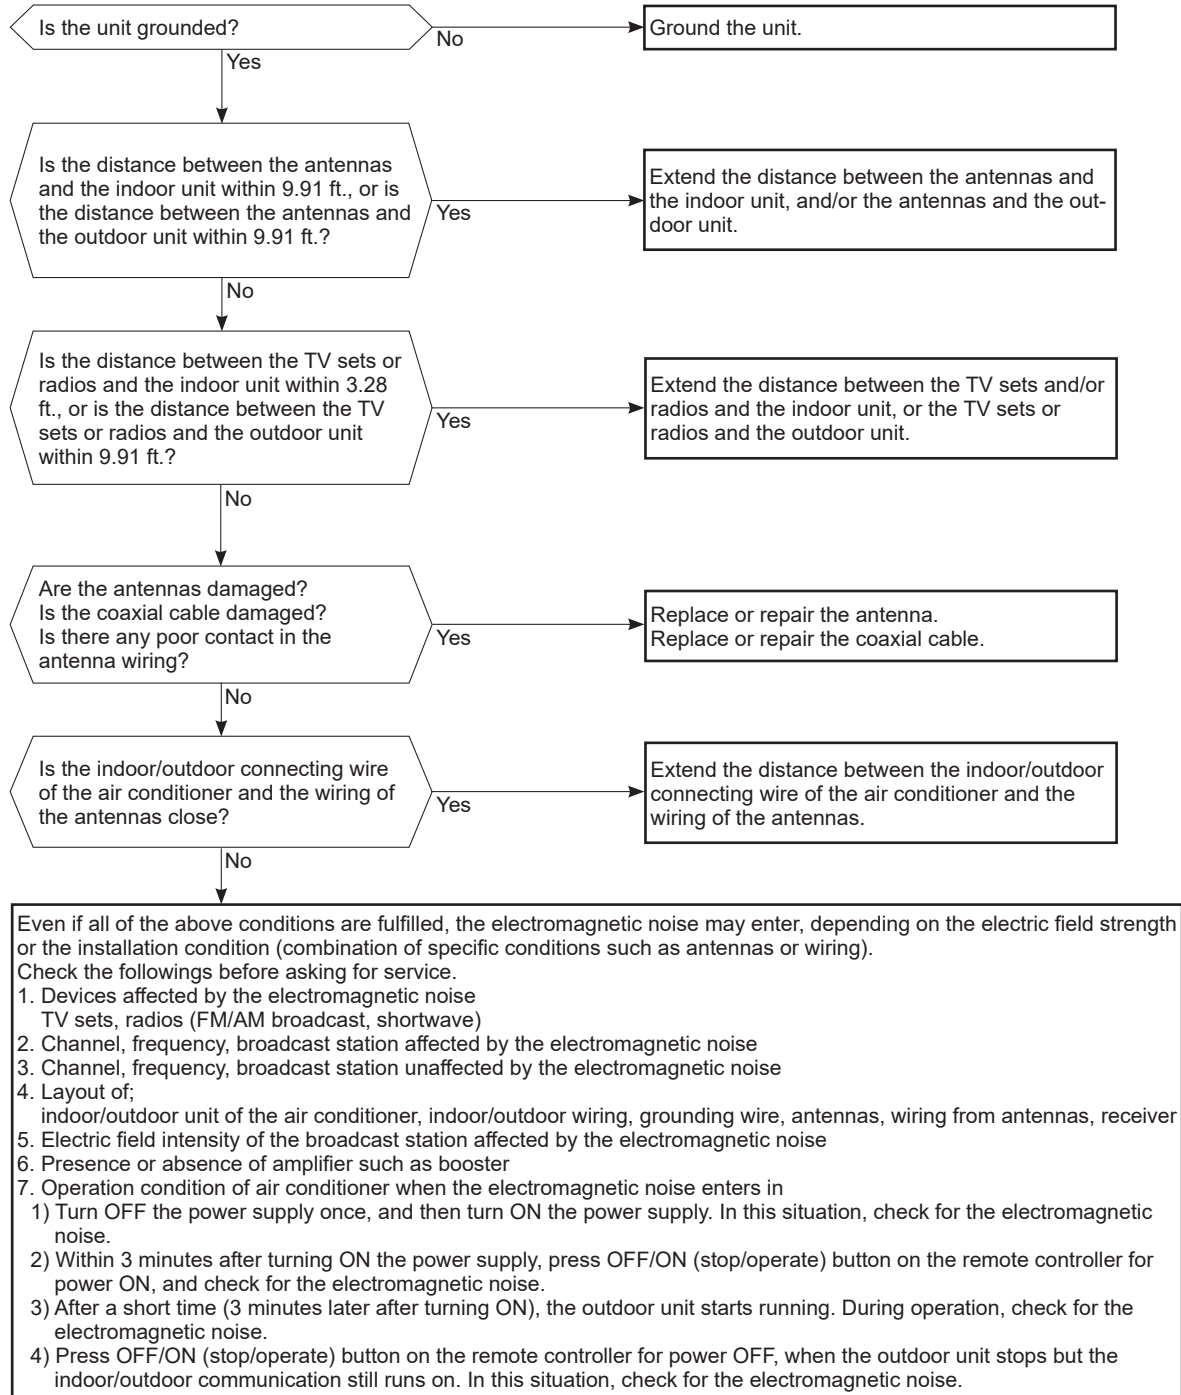 Is the unit grounded?
No
Ground the unit.
Yes
Is the distance between the antennas
and the indoor unit within 9.91 ft., or is
the distance between the antennas and
the outdoor unit within 9.91 ft.?
Yes
Extend the distance between the antennas and
the indoor unit, and/or the antennas and the out-
door unit.
No
Is the distance between the TV sets or
radios and the indoor unit within 3.28
ft., or is the distance between the TV
sets or radios and the outdoor unit
within 9.91 ft.?
Yes
Extend the distance between the TV sets and/or
radios and the indoor unit, or the TV sets or
radios and the outdoor unit.
No
Are the antennas damaged?
Is the coaxial cable damaged?
Is there any poor contact in the
antenna wiring?
Yes
Replace or repair the antenna.
Replace or repair the coaxial cable.
No
Is the indoor/outdoor connecting wire
of the air conditioner and the wiring of
the antennas close?
Yes
Extend the distance between the indoor/outdoor
connecting wire of the air conditioner and the
wiring of the antennas.
No
Even if all of the above conditions are fulfilled, the electromagnetic noise may enter, depending on the electric field strength
or the installation condition (combination of specific conditions such as antennas or wiring).
Check the followings before asking for service.
1. Devices affected by the electromagnetic noise
TV sets, radios (FM/AM broadcast, shortwave)
2. Channel, frequency, broadcast station affected by the electromagnetic noise
3. Channel, frequency, broadcast station unaffected by the electromagnetic noise
4. Layout of;
indoor/outdoor unit of the air conditioner, indoor/outdoor wiring, grounding wire, antennas, wiring from antennas, receiver
5. Electric field intensity of the broadcast station affected by the electromagnetic noise
6. Presence or absence of amplifier such as booster
7. Operation condition of air conditioner when the electromagnetic noise enters in
1) Turn OFF the power supply once, and then turn ON the power supply. In this situation, check for the electromagnetic
noise.
2) Within 3 minutes after turning ON the power supply, press OFF/ON (stop/operate) button on the remote controller for
power ON, and check for the electromagnetic noise.
3) After a short time (3 minutes later after turning ON), the outdoor unit starts running. During operation, check for the
electromagnetic noise.
4) Press OFF/ON (stop/operate) button on the remote controller for power OFF, when the outdoor unit stops but the
indoor/outdoor communication still runs on. In this situation, check for the electromagnetic noise.